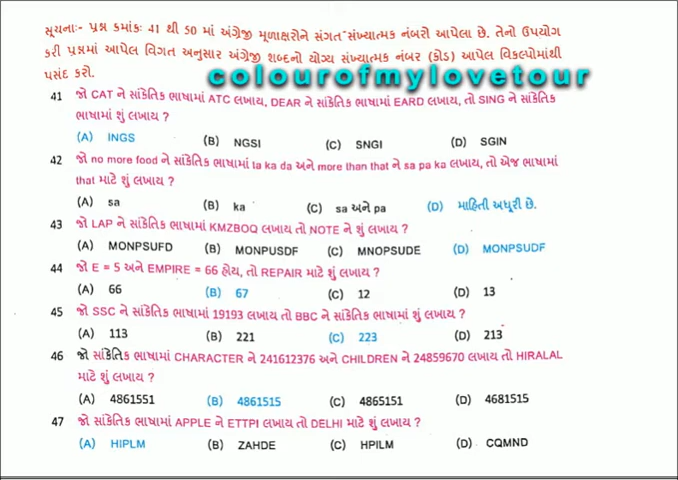 સૂચનાઃ- પ્રશ્ન ક્રમાંકઃ 41 થી 50 માં અંગ્રેજી મૂળાક્ષરોને સંગત સંખ્યાત્મક નંબરો આપેલા છે. તેનો ઉપયોગ
કરી પ્રશ્નમાં આપેલ વિગત અનુસાર અંગ્રેજી શબ્દનો યોગ્ય સંખ્યાત્મક નંબર (કોડ) આપેલ વિકલ્પોમાંથી
પસંદ કરો.
colourofmylovetour
41 જો CAT ને સાંકેતિક ભાષામાં ATC લખાય, DEAR ને સાંકેતિક ભાષામાં EARD લખાય, તો SING ને સાંકેતિક
ભાષામાં શું લખાય ?
(A) INGS (B) NGSI (C) SNGI (D) SGIN
42 જો no more food ને સાંકેતિક ભાષામાં ta ka da અને more than that ને sa pa ka લખાય, તો એજ ભાષામાં
that માટે શું લખાય ?
(A) sa (B) ka (C) sa અને pa (D) માહિતી અધૂરી છે.
43 જો LAP ને સાંકેતિક ભાષામાં KMZBOQ લખાય તો NOTE ને શું લખાય ?
(A) MONPSUFD (B) MONPUSDF (C) MNOPSUDE (D) MONPSUDF
44 જો E = 5 અને EMPIRE = 66 હોય, તો REPAIR માટે શું લખાય ?
(A) 66 (B) 67 (C) 12 (D) 13
45 જો SSC ને સાંકેતિક ભાષામાં 19193 લખાય તો BBC ને સાંકેતિક ભાષામાં શું લખાય ?
(A) 113 (B) 221 (C) 223 (D) 213
46 જો સાંકેતિક ભાષામાં CHARACTER ને 241612376 અને CHILDREN ને 24859670 લખાય તો HIRALAL
માટે શું લખાય ?
(A) 4861551 (B) 4861515 (C) 4865151 (D) 4681515
47 જો સાંકેતિક ભાષામાં APPLE ને ETTPI લખાય તો DELHI માટે શું લખાય ?
(A) HIPLM (B) ZAHDE (C) HPILM (D) CQMND